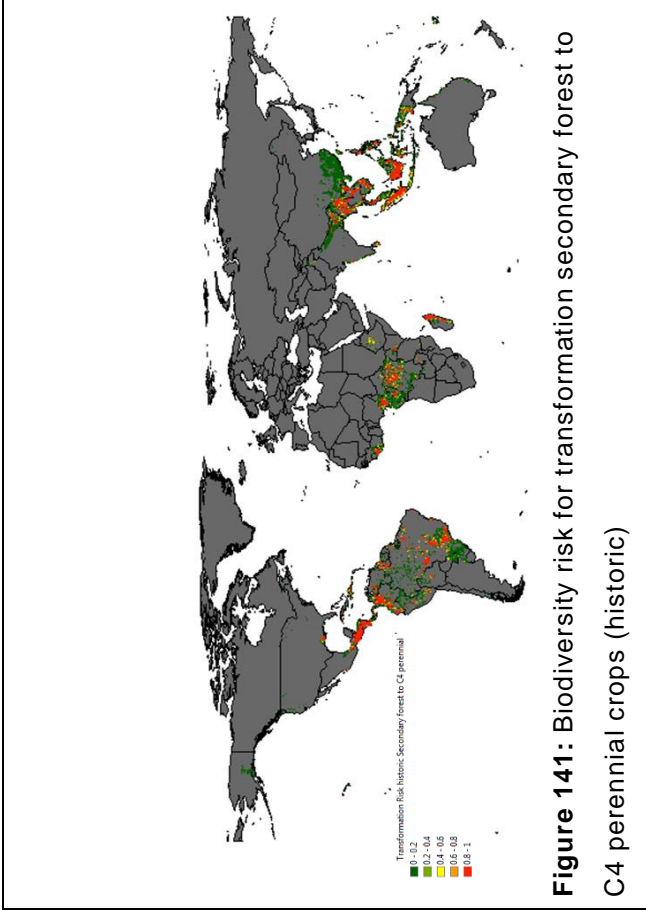 Transformation Risk historic Secondary forest to C4 perennial
0 - 0.2
0.2 - 0.4
0.4 - 0.6
0.6 - 0.8
0.8 - 1
Figure 141: Biodiversity risk for transformation secondary forest to
C4 perennial crops (historic)